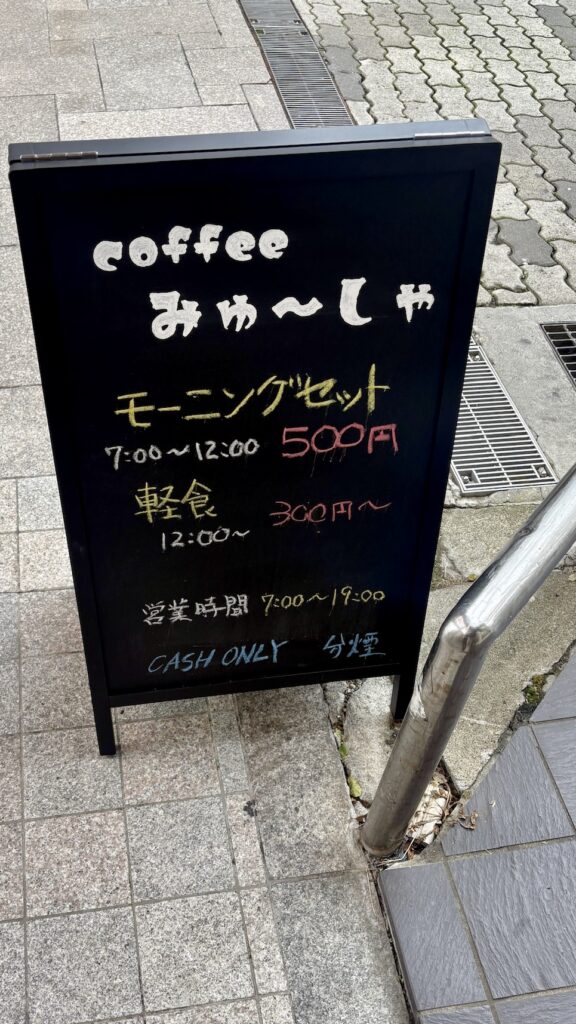 coffee
みゅ～しゃ
モーニングセット
7:00～12:00 500円
軽食
12:00～ 300円～
営業時間 7:00～19:00
CASH ONLY 分煙